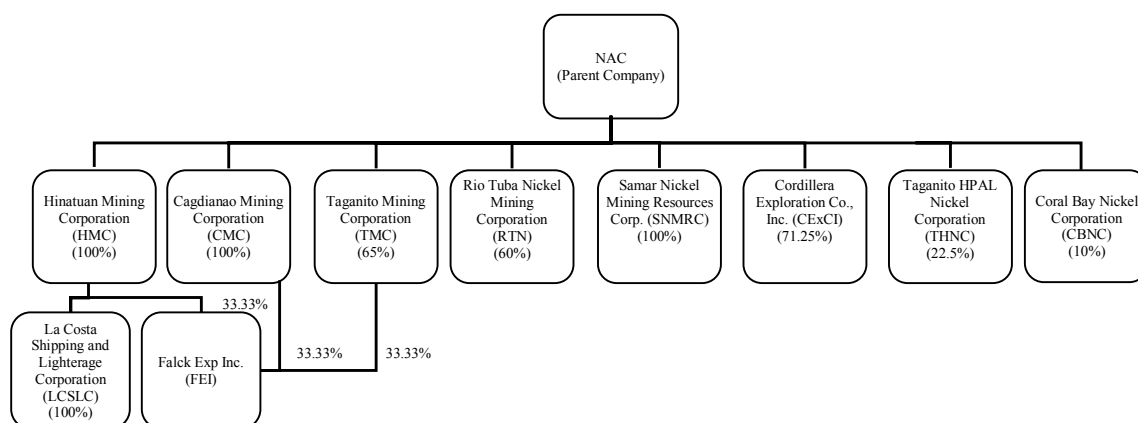 NAC
(Parent Company)
Hinatuan Mining
Corporation
(HMC)
(100%)
Cagdianao Mining
Corporation
(CMC)
(100%)
Taganito Mining
Corporation
(TMC)
(65%)
Rio Tuba Nickel
Mining
Corporation
(RTN)
(60%)
Samar Nickel
Mining Resources
Corp. (SNMRC)
(100%)
Cordillera
Exploration Co.,
Inc. (CExCI)
(71.25%)
Taganito HPAL
Nickel
Corporation
(THNC)
(22.5%)
Coral Bay Nickel
Corporation
(CBNC)
(10%)
33.33%
La Costa
Shipping and
Lighterage
Corporation
(LCSLC)
(100%)
Falck Exp Inc.
(FEI)
33.33%
33.33%